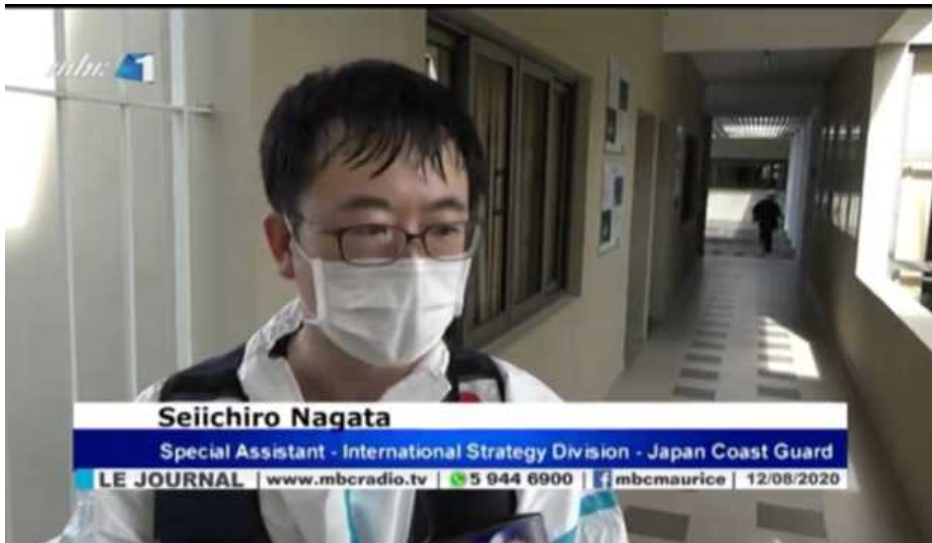 mbc 1
Seiichiro Nagata
Special Assistant - International Strategy Division - Japan Coast Guard
LE JOURNAL | www.mbcradio.tv | 5 944 6900 | f mbcmaurice | 12/08/2020